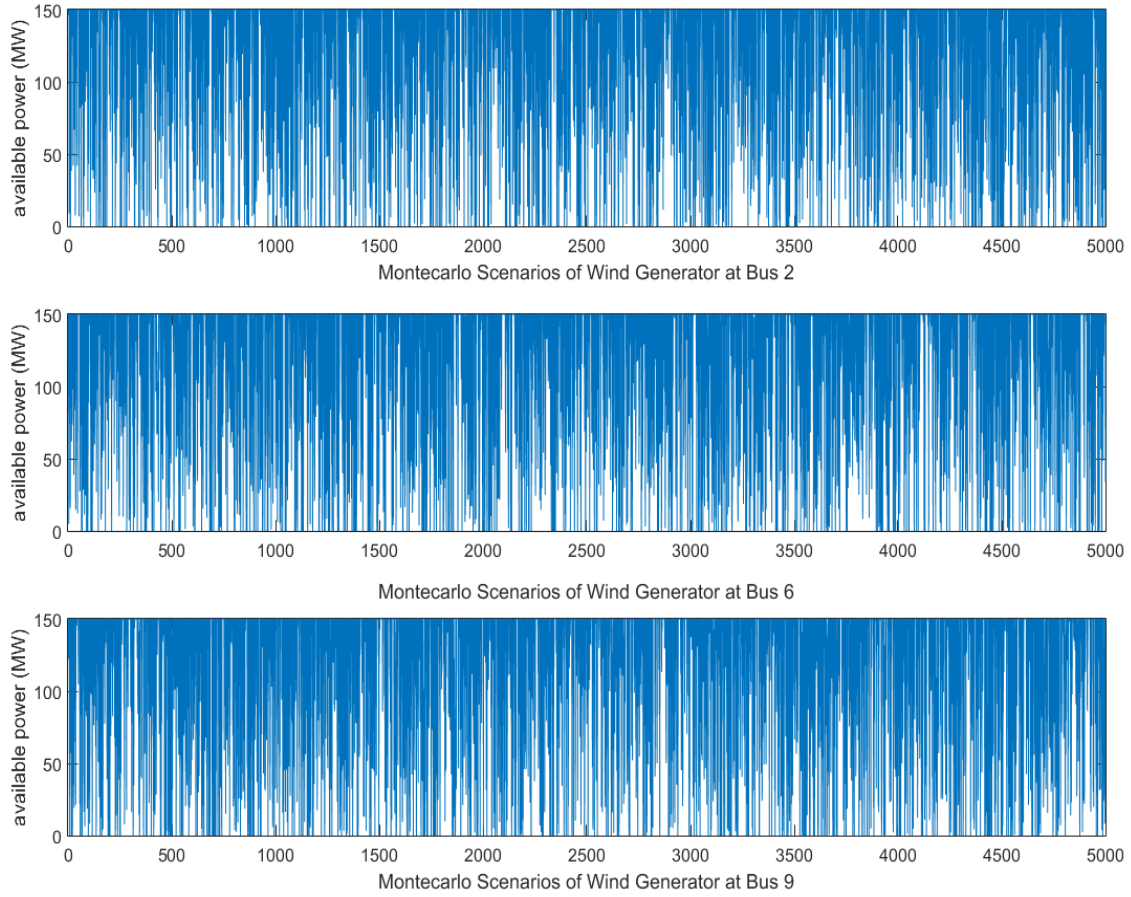 150
100
50
0
available power (MW)
0 500 1000 1500 2000 2500 3000 3500 4000 4500 5000
Montecarlo Scenarios of Wind Generator at Bus 2
150
100
50
0
available power (MW)
0 500 1000 1500 2000 2500 3000 3500 4000 4500 5000
Montecarlo Scenarios of Wind Generator at Bus 6
150
100
50
0
available power (MW)
0 500 1000 1500 2000 2500 3000 3500 4000 4500 5000
Montecarlo Scenarios of Wind Generator at Bus 9